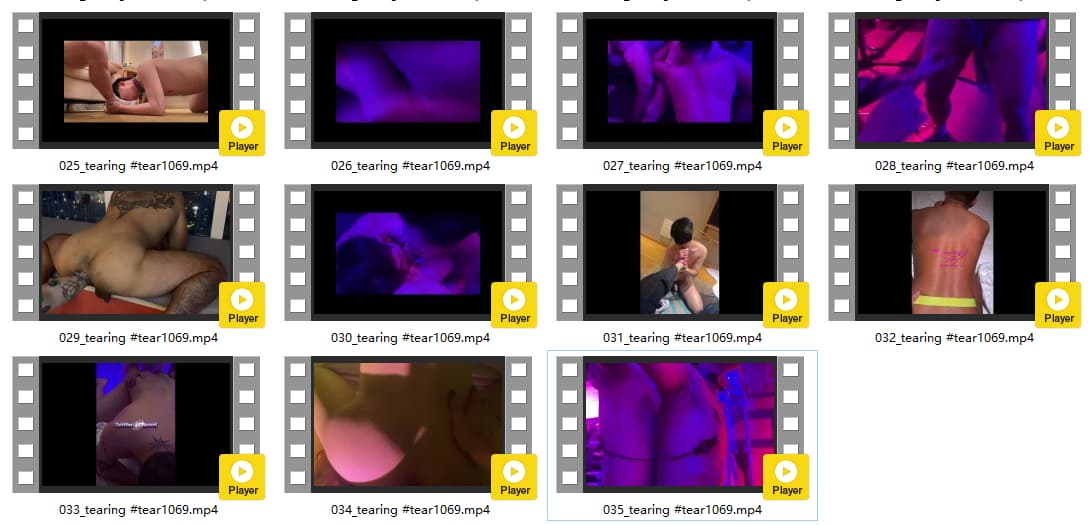 Player
Player
Player
Player
025_tearing #tear1069.mp4
026_tearing #tear1069.mp4
027_tearing #tear1069.mp4
028_tearing #tear1069.mp4
Player
Player
Player
Player
029_tearing #tear1069.mp4
030_tearing #tear1069.mp4
031_tearing #tear1069.mp4
032_tearing #tear1069.mp4
Player
Player
Player
033_tearing #tear1069.mp4
034_tearing #tear1069.mp4
035_tearing #tear1069.mp4